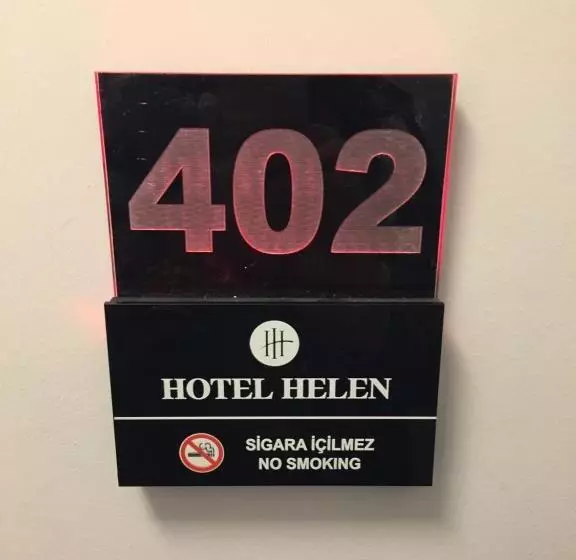 402
HOTEL HELEN
SİGARA İÇİLMEZ
NO SMOKING